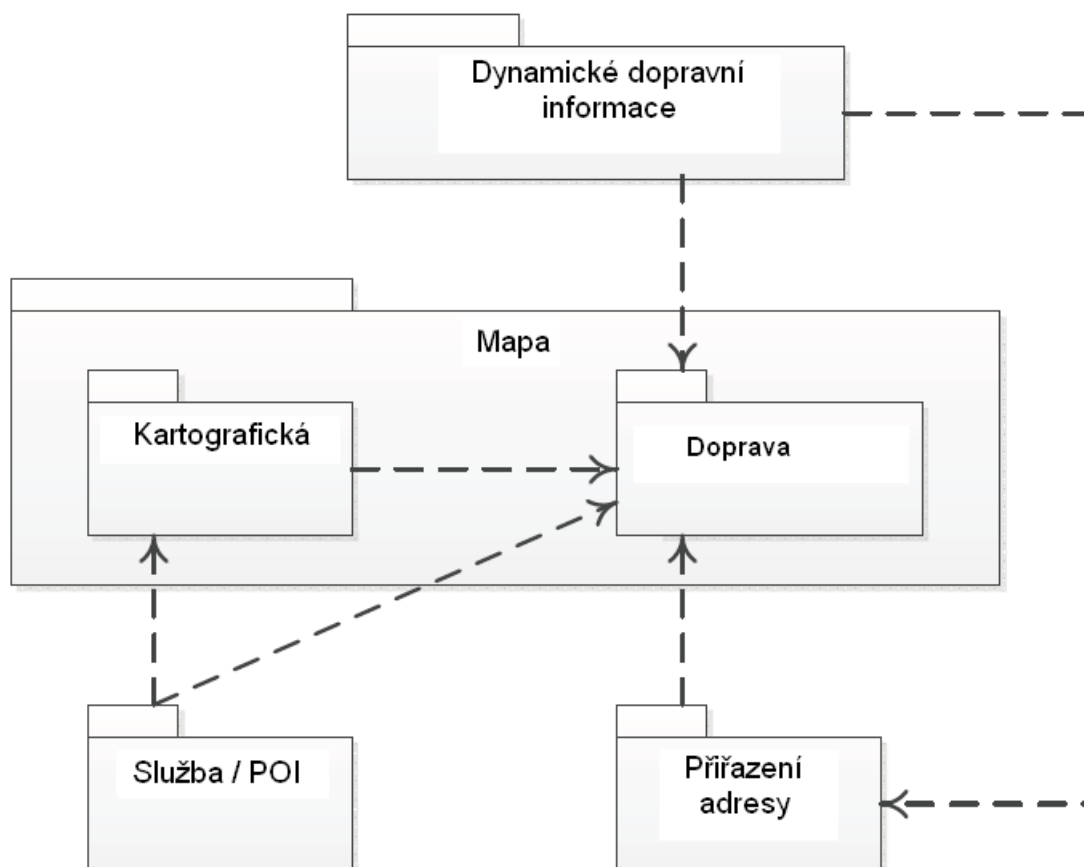 Dynamické dopravní
informace
Mapa
Kartografická
Doprava
Služba / POI
Přiřazení
adresy